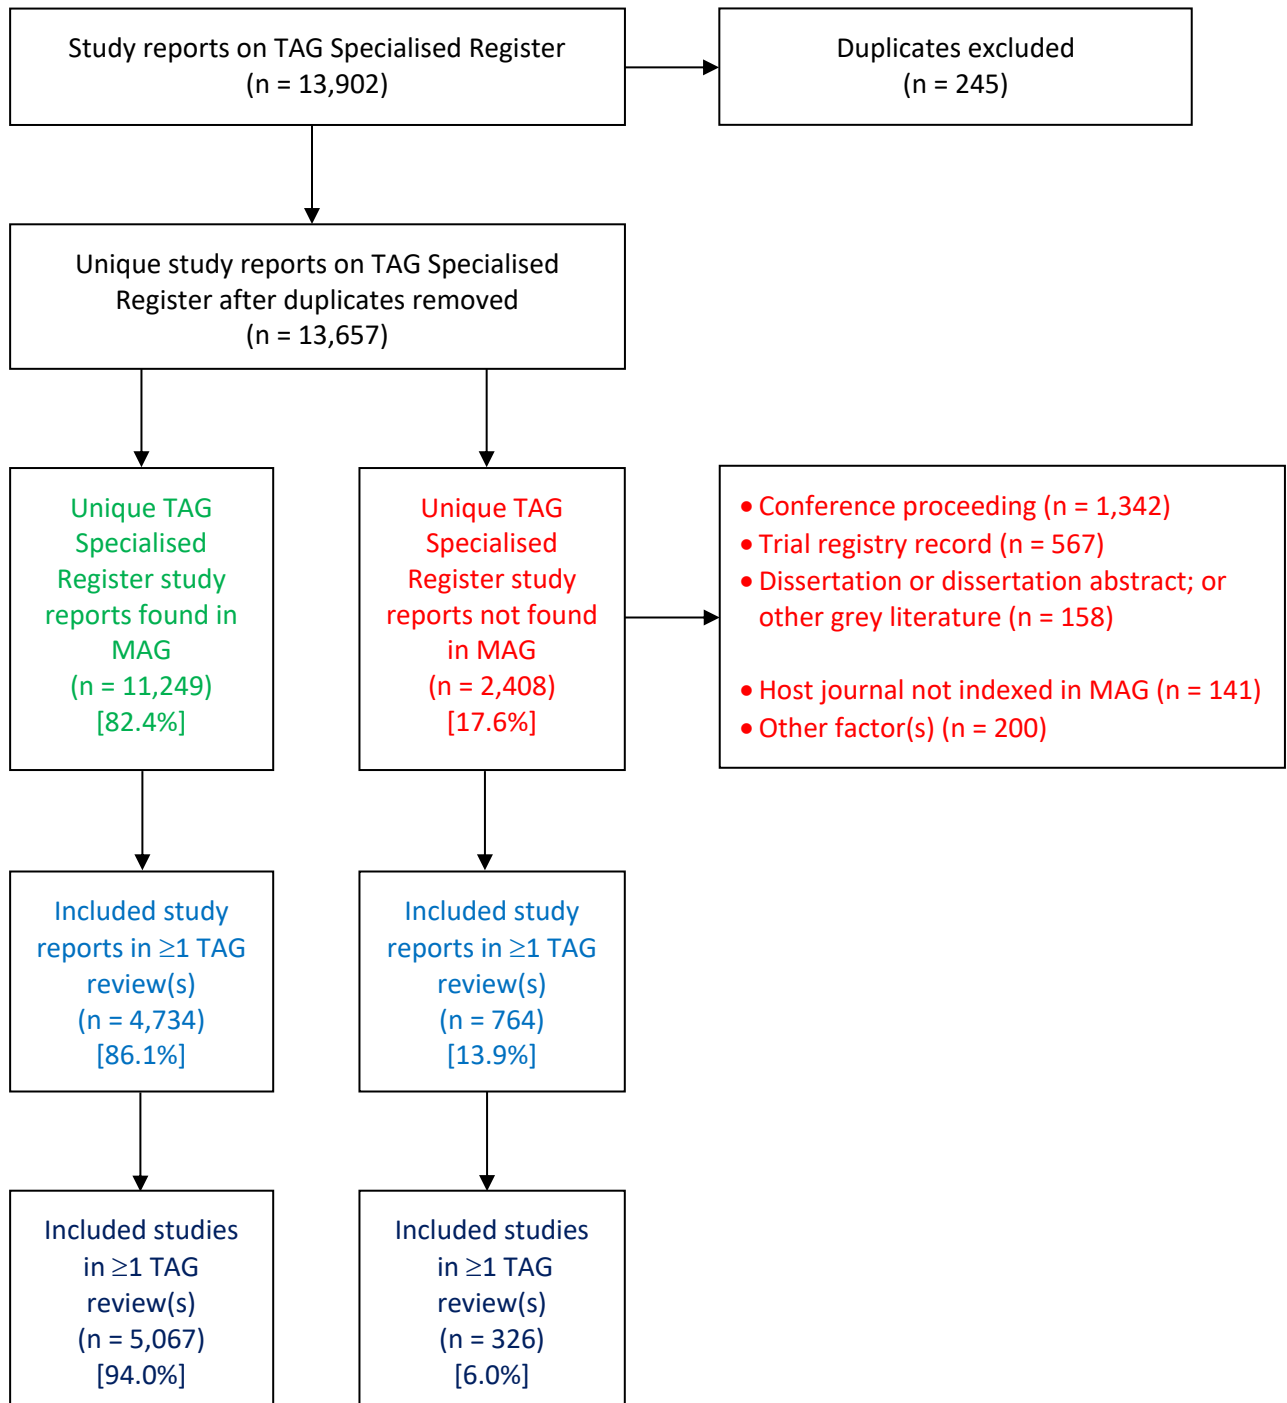 Study reports on TAG Specialised Register
(n = 13,902)
Duplicates excluded
(n = 245)
Unique study reports on TAG Specialised
Register after duplicates removed
(n = 13,657)
Unique TAG
Specialised
Register study
reports found in
MAG
(n = 11,249)
[82.4%]
Unique TAG
Specialised
Register study
reports not found
in MAG
(n = 2,408)
[17.6%]
• Conference proceeding (n = 1,342)
• Trial registry record (n = 567)
• Dissertation or dissertation abstract; or
other grey literature (n = 158)
• Host journal not indexed in MAG (n = 141)
• Other factor(s) (n = 200)
Included study
reports in ≥1 TAG
review(s)
(n = 4,734)
[86.1%]
Included study
reports in ≥1 TAG
review(s)
(n = 764)
[13.9%]
Included studies
in ≥1 TAG
review(s)
(n = 5,067)
[94.0%]
Included studies
in ≥1 TAG
review(s)
(n = 326)
[6.0%]